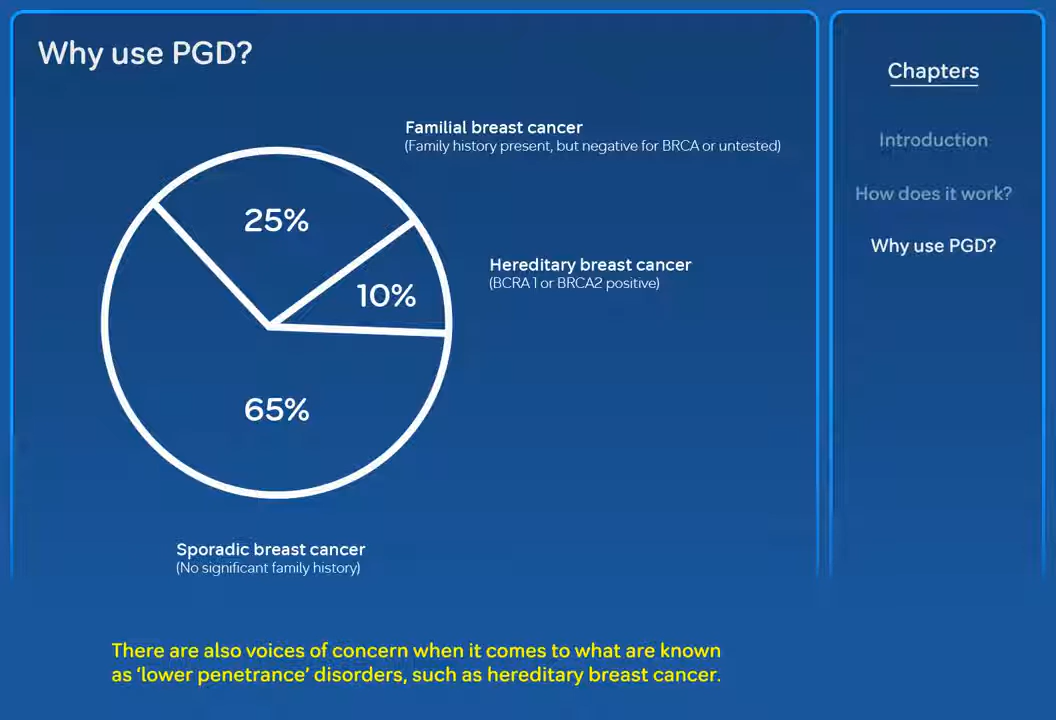 Why use PGD?
Familial breast cancer
(Family history present, but negative for BRCA or untested)
25%
Hereditary breast cancer
(BCRA 1 or BRCA2 positive)
10%
65%
Sporadic breast cancer
(No significant family history)
There are also voices of concern when it comes to what are known
as ‘lower penetrance’ disorders, such as hereditary breast cancer.
Chapters
Introduction
How does it work?
Why use PGD?